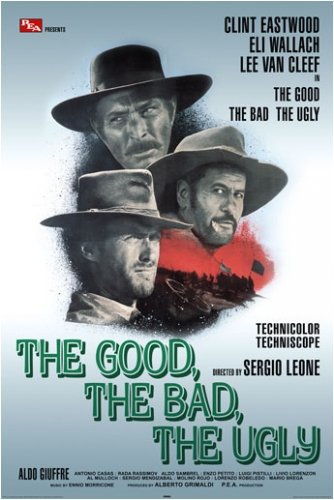 PEA PRESENTS
CLINT EASTWOOD
ELI WALLACH
LEE VAN CLEEF
IN
THE GOOD
THE BAD THE UGLY
TECHNICOLOR
TECHNISCOPE
DIRECTED BY SERGIO LEONE
THE GOOD,
THE BAD,
THE UGLY
ALDO GIUFFRE
ANTONIO CASAS · RADA RASSIMOV · ALDO SAMBREL · ENZO PETITO · LUIGI PISTILLI · LIVIO LORENZON
AL MULLOCH · SERGIO MENDIZABAL · MOLINO ROJO · LORENZO ROBELEDO · MARIO BREGA
MUSIC BY ENNIO MORRICONE PRODUCED BY ALBERTO GRIMALDI P.E.A. PRODUCTION